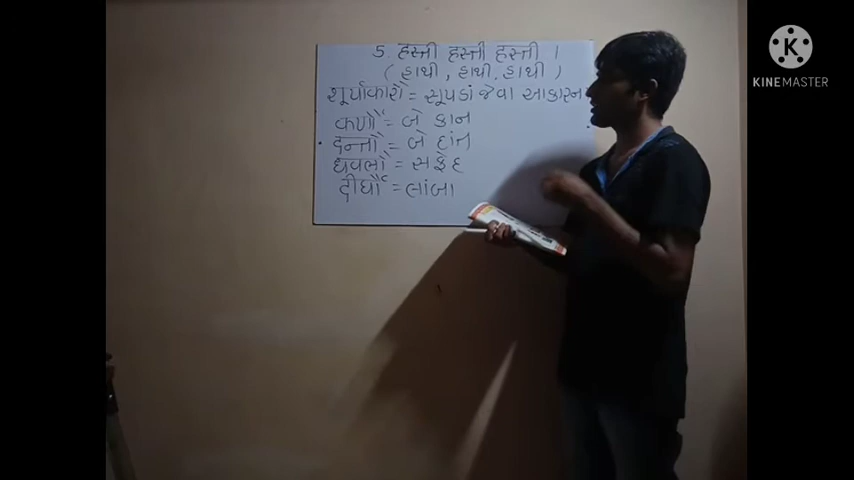 5. હસ્તી હસ્તી હસ્તી ।
( હાથી, હાથી, હાથી )
શૂર્પાકારૌ = સૂપડાં જેવા આકારન
કર્ણૌ = બે કાન
દન્તૌ = બે દાંત
ધવલૌ = સફેદ
દીર્ઘૌ = લાંબા
K
KINEMASTER